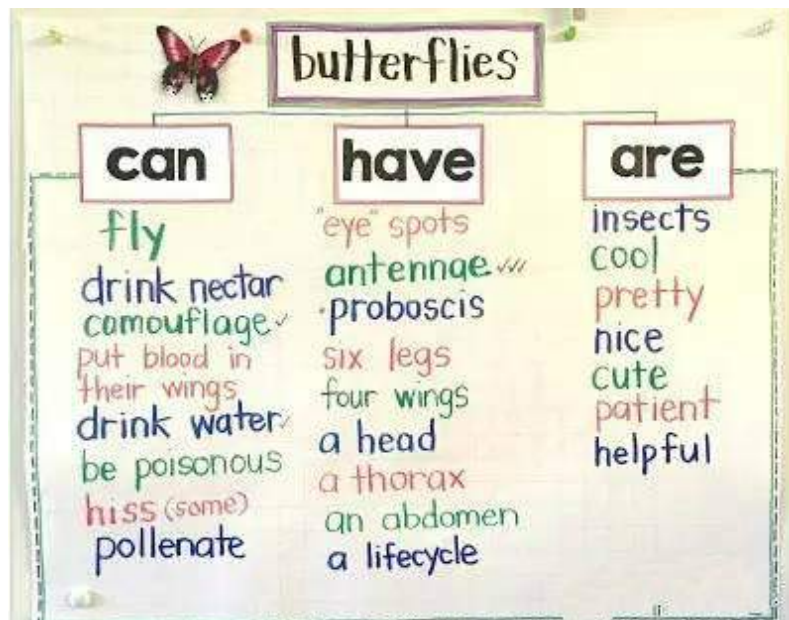 butterflies
can
fly
drink nectar
camouflage
put blood in
their wings
drink water
be poisonous
hiss (some)
pollenate
have
"eye" spots
antennae
proboscis
six legs
four wings
a head
a thorax
an abdomen
a lifecycle
are
insects
cool
pretty
nice
cute
patient
helpful